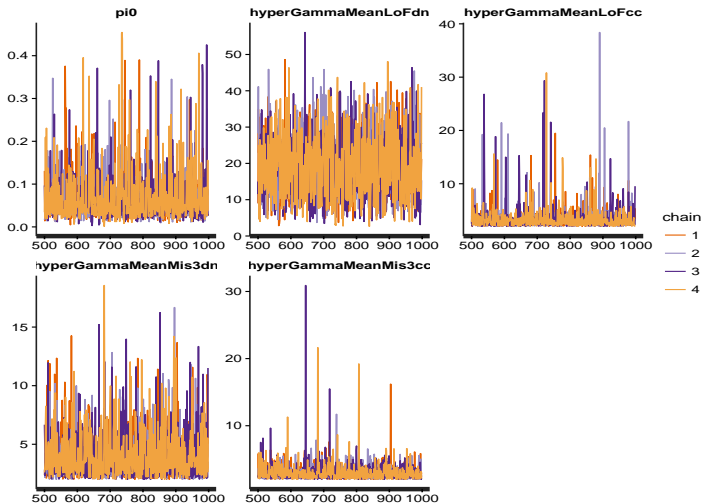 pi0
hyperGammaMeanLoFdn
hyperGammaMeanLoFcc
0.4
0.3
0.2
0.1
0.0
500 600 700 800 900 1000
50
40
30
20
10
0
500 600 700 800 900 1000
40
30
20
10
500 600 700 800 900 1000
chain
1
2
3
4
hyperGammaMeanMis3dn
hyperGammaMeanMis3cc
15
10
5
500 600 700 800 900 1000
30
20
10
500 600 700 800 900 1000